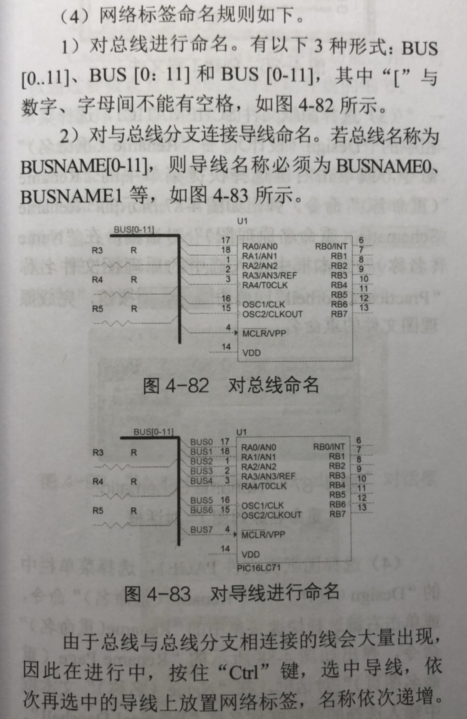 （4）网络标签命名规则如下。
1）对总线进行命名。有以下 3 种形式：BUS
[0..11]、BUS [0：11] 和 BUS [0-11]，其中“[”与
数字、字母间不能有空格，如图 4-82 所示。
2）对与总线分支连接导线命名。若总线名称为
BUSNAME[0-11]，则导线名称必须为 BUSNAME0、
BUSNAME1 等，如图 4-83 所示。
BUS[0-11]
U1
R3 R
R4 R
R5 R
17 RA0/AN0 RB0/INT 6
18 RA1/AN1 RB1 7
1 RA2/AN2 RB2 8
2 RA3/AN3/REF RB3 9
3 RA4/T0CLK RB4 10
RB5 11
16 OSC1/CLK RB6 12
15 OSC2/CLKOUT RB7 13
4 MCLR/VPP
14 VDD
图 4-82 对总线命名
BUS[0-11]
U1
R3 R
R4 R
R5 R
BUS0 17 RA0/AN0 RB0/INT 6
BUS1 18 RA1/AN1 RB1 7
BUS2 1 RA2/AN2 RB2 8
BUS3 2 RA3/AN3/REF RB3 9
BUS4 3 RA4/T0CLK RB4 10
RB5 11
BUS5 16 OSC1/CLK RB6 12
BUS6 15 OSC2/CLKOUT RB7 13
BUS7 4 MCLR/VPP
14 VDD
PIC16LC71
图 4-83 对导线进行命名
由于总线与总线分支相连接的线会大量出现，
因此在进行中，按住“Ctrl”键，选中导线，依
次再选中的导线上放置网络标签，名称依次递增。